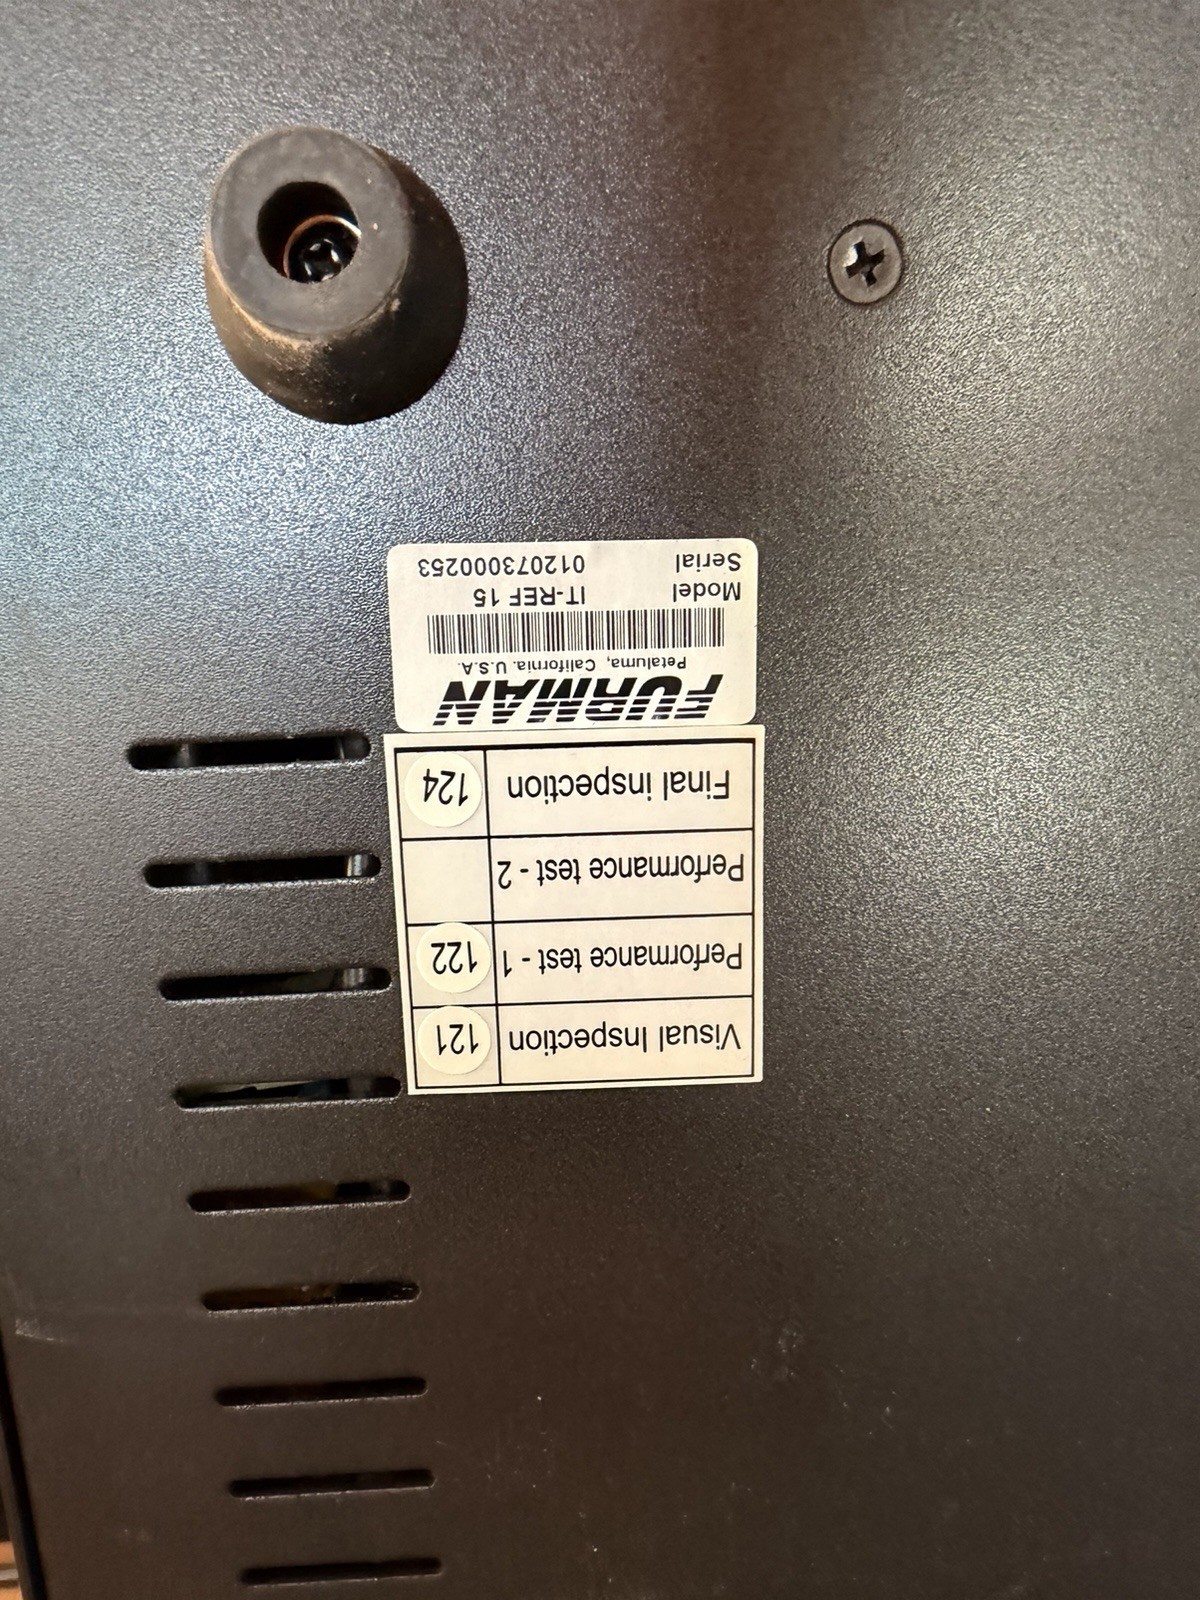 Visual Inspection 121
Performance test - 1 122
Performance test - 2
Final inspection 124
FURMAN
Petaluma, California. U.S.A.
Model IT-REF 15
Serial 012073000253